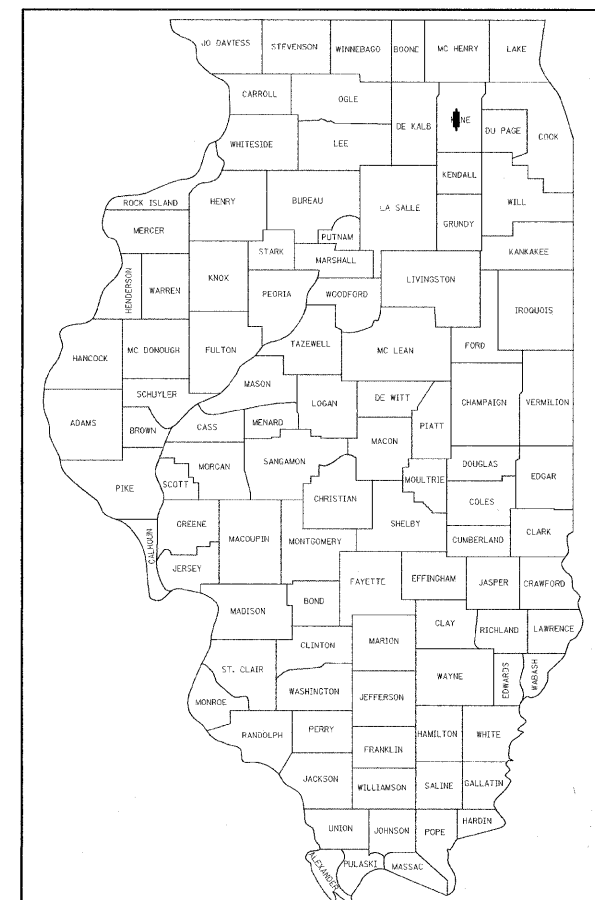 JO DAVIESS
STEVENSON
WINNEBAGO
BOONE
MC HENRY
LAKE
CARROLL
OGLE
DE KALB
DU PAGE
COOK
WHITESIDE
LEE
KENDALL
ROCK ISLAND
HENRY
BUREAU
LA SALLE
WILL
MERCER
PUTNAM
GRUNDY
STARK
MARSHALL
KANKAKEE
HENDERSON
WARREN
KNOX
PEORIA
WOODFORD
LIVINGSTON
IROQUOIS
HANCOCK
MC DONOUGH
FULTON
TAZEWELL
MC LEAN
FORD
SCHUYLER
MASON
LOGAN
DE WITT
CHAMPAIGN
VERMILION
ADAMS
BROWN
CASS
MENARD
MACON
PIATT
PIKE
SCOTT
MORGAN
SANGAMON
CHRISTIAN
MOULTRIE
DOUGLAS
EDGAR
COLES
GREENE
MACOUPIN
MONTGOMERY
SHELBY
CUMBERLAND
CLARK
CALHOUN
JERSEY
MADISON
BOND
FAYETTE
EFFINGHAM
JASPER
CRAWFORD
CLINTON
MARION
CLAY
RICHLAND
LAWRENCE
ST. CLAIR
WASHINGTON
JEFFERSON
WAYNE
EDWARDS
WABASH
MONROE
RANDOLPH
PERRY
FRANKLIN
HAMILTON
WHITE
JACKSON
WILLIAMSON
SALINE
GALLATIN
UNION
JOHNSON
POPE
HARDIN
ALEXANDER
PULASKI
MASSAC